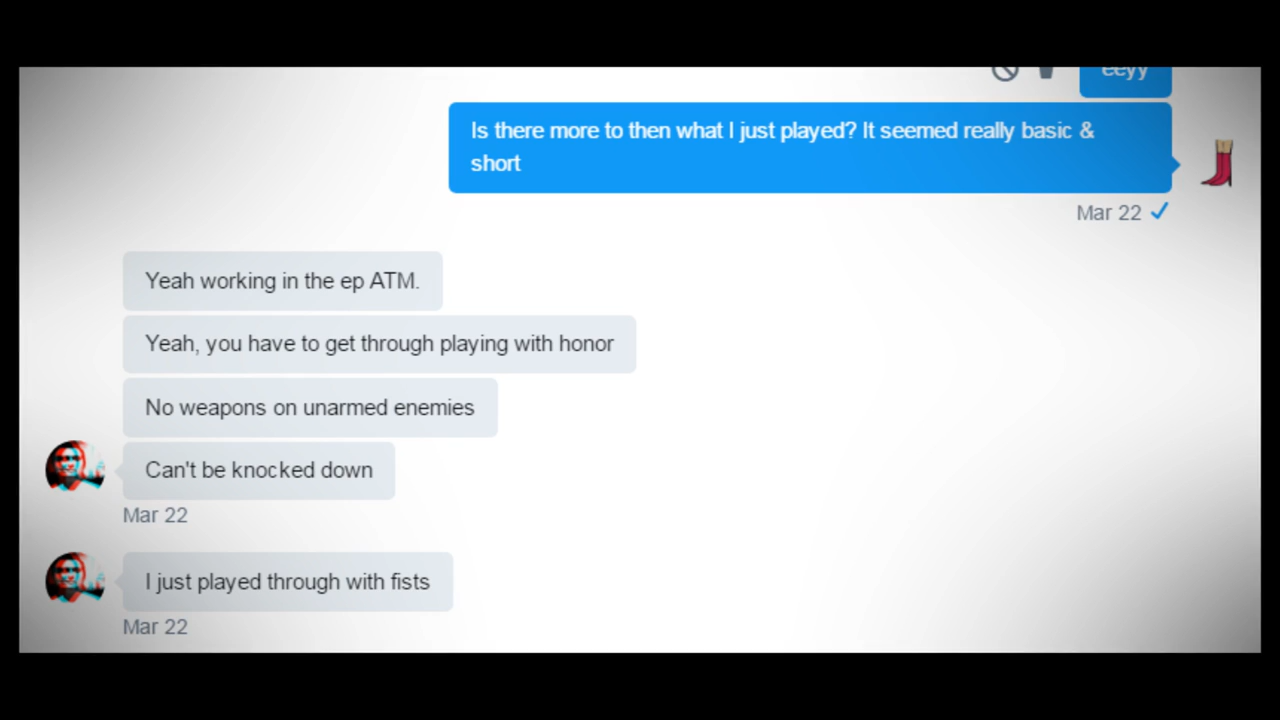 eeyy
Is there more to then what I just played? It seemed really basic &
short
Mar 22
Yeah working in the ep ATM.
Yeah, you have to get through playing with honor
No weapons on unarmed enemies
Can't be knocked down
Mar 22
I just played through with fists
Mar 22